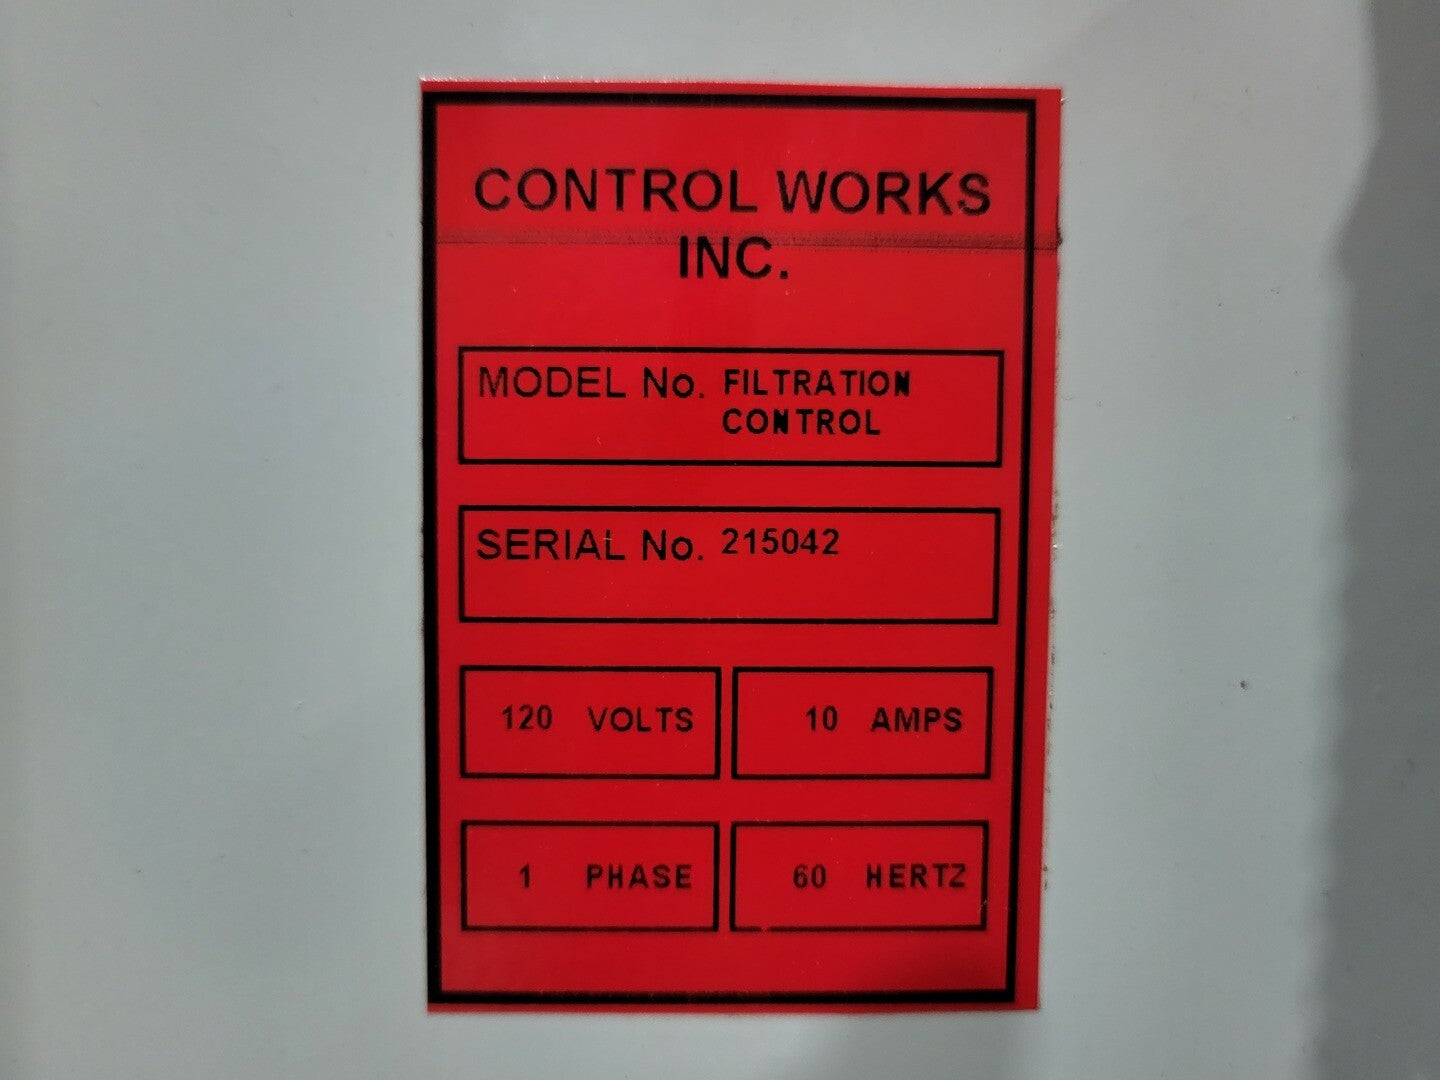 CONTROL WORKS
INC.
MODEL No. FILTRATION
CONTROL
SERIAL No. 215042
120 VOLTS 10 AMPS
1 PHASE 60 HERTZ